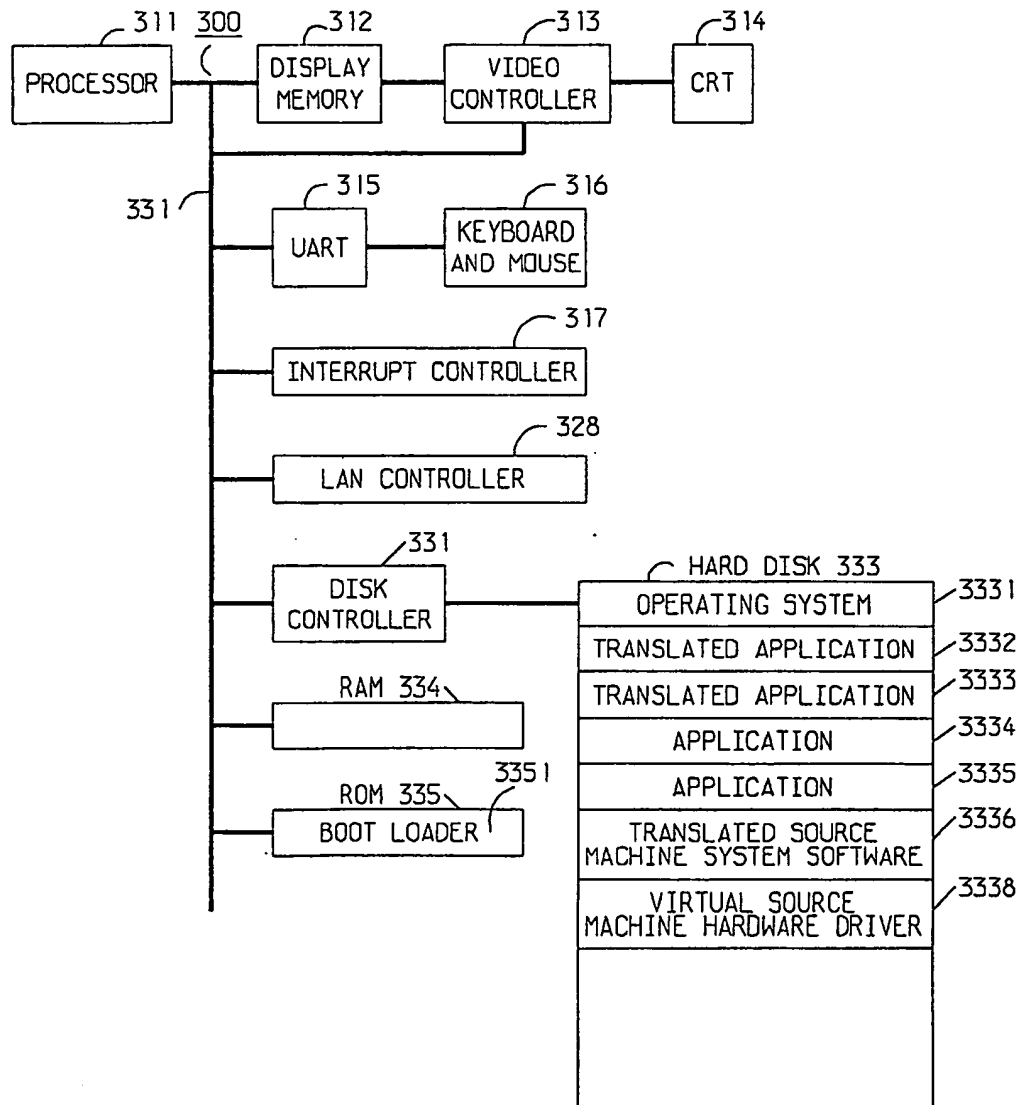 311 300 312 313 314
PROCESSOR
DISPLAY
MEMORY
VIDEO
CONTROLLER
CRT
331
315 316
UART
KEYBOARD
AND MOUSE
317
INTERRUPT CONTROLLER
328
LAN CONTROLLER
331
DISK
CONTROLLER
HARD DISK 333
OPERATING SYSTEM 3331
TRANSLATED APPLICATION 3332
TRANSLATED APPLICATION 3333
APPLICATION 3334
APPLICATION 3335
TRANSLATED SOURCE
MACHINE SYSTEM SOFTWARE 3336
VIRTUAL SOURCE
MACHINE HARDWARE DRIVER 3338
RAM 334
ROM 335 3351
BOOT LOADER